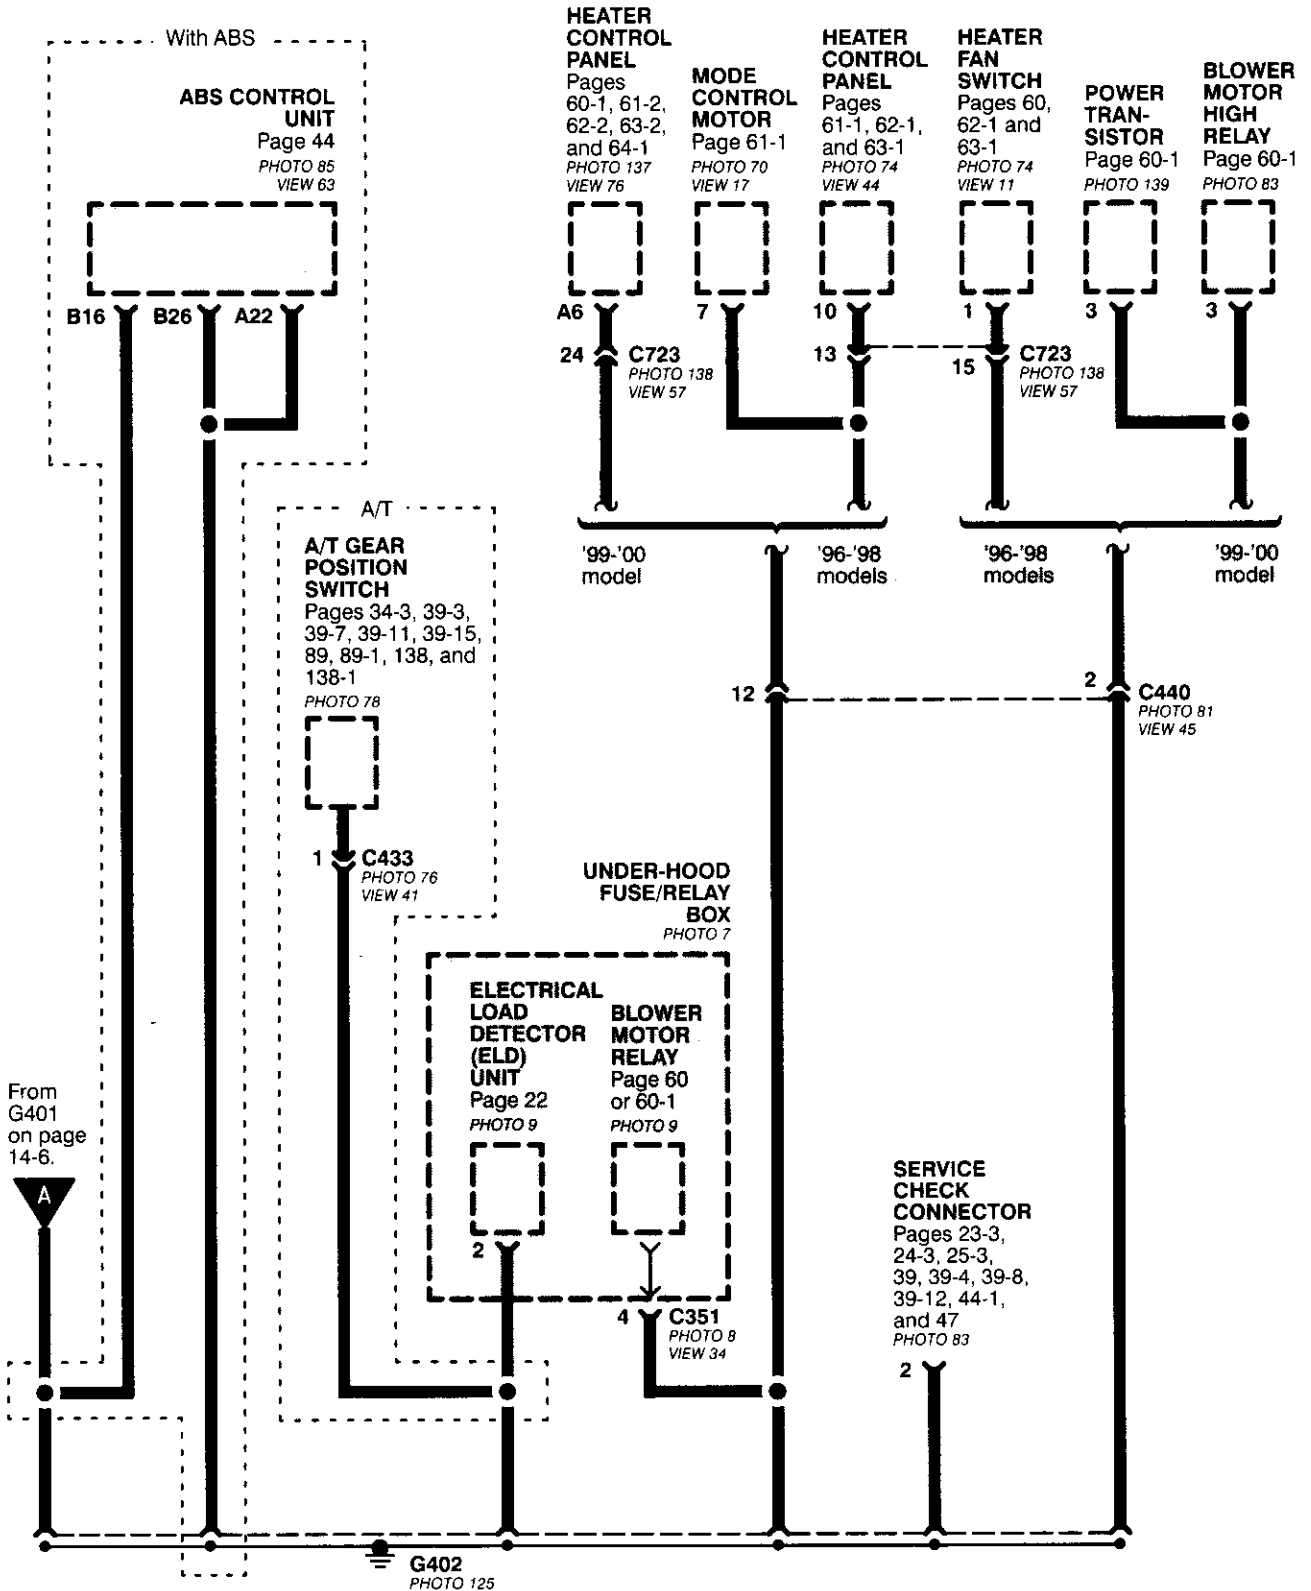 With ABS
ABS CONTROL
UNIT
Page 44
PHOTO 85
VIEW 63
B16
B26
A22
HEATER
CONTROL
PANEL
Pages
60-1, 61-2,
62-2, 63-2,
and 64-1
PHOTO 137
VIEW 76
MODE
CONTROL
MOTOR
Page 61-1
PHOTO 70
VIEW 17
HEATER
CONTROL
PANEL
Pages
61-1, 62-1,
and 63-1
PHOTO 74
VIEW 44
HEATER
FAN
SWITCH
Pages 60,
62-1 and
63-1
PHOTO 74
VIEW 11
POWER
TRAN-
SISTOR
Page 60-1
PHOTO 139
BLOWER
MOTOR
HIGH
RELAY
Page 60-1
PHOTO 83
A6
7
10
1
3
3
24
C723
PHOTO 138
VIEW 57
13
15
C723
PHOTO 138
VIEW 57
'99-'00
model
'96-'98
models
'96-'98
models
'99-'00
model
A/T
A/T GEAR
POSITION
SWITCH
Pages 34-3, 39-3,
39-7, 39-11, 39-15,
89, 89-1, 138, and
138-1
PHOTO 78
1
C433
PHOTO 76
VIEW 41
12
2
C440
PHOTO 81
VIEW 45
UNDER-HOOD
FUSE/RELAY
BOX
PHOTO 7
ELECTRICAL
LOAD
DETECTOR
(ELD)
UNIT
Page 22
PHOTO 9
BLOWER
MOTOR
RELAY
Page 60
or 60-1
PHOTO 9
2
4
C351
PHOTO 8
VIEW 34
From
G401
on page
14-6.
A
SERVICE
CHECK
CONNECTOR
Pages 23-3,
24-3, 25-3,
39, 39-4, 39-8,
39-12, 44-1,
and 47
PHOTO 83
2
G402
PHOTO 125